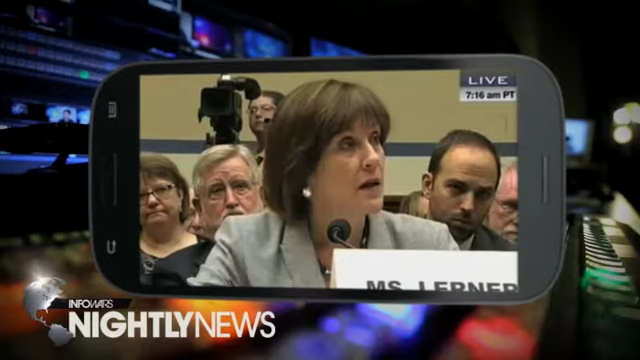 LIVE
7:16 am PT
MS. LERNER
INFOWARS
NIGHTLYNEWS